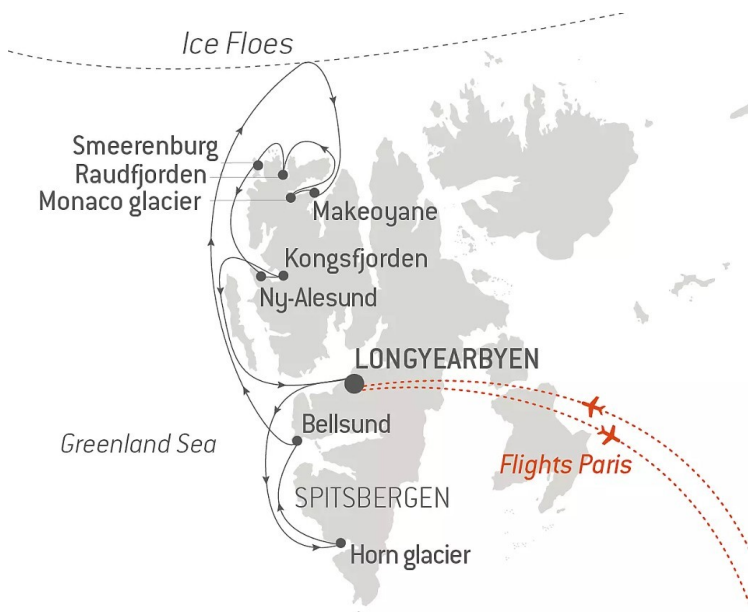 Ice Floes
Smeerenburg
Raudfjorden
Monaco glacier
Makeoyane
Kongsfjorden
Ny-Alesund
LONGYEARBYEN
Bellsund
Greenland Sea
Flights Paris
SPITSBERGEN
Horn glacier